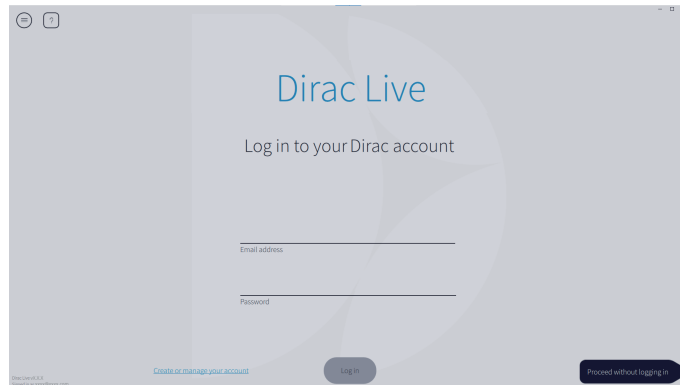 ?
Dirac Live
Log in to your Dirac account
Email address
Password
Create or manage your account
Log in
Proceed without logging in